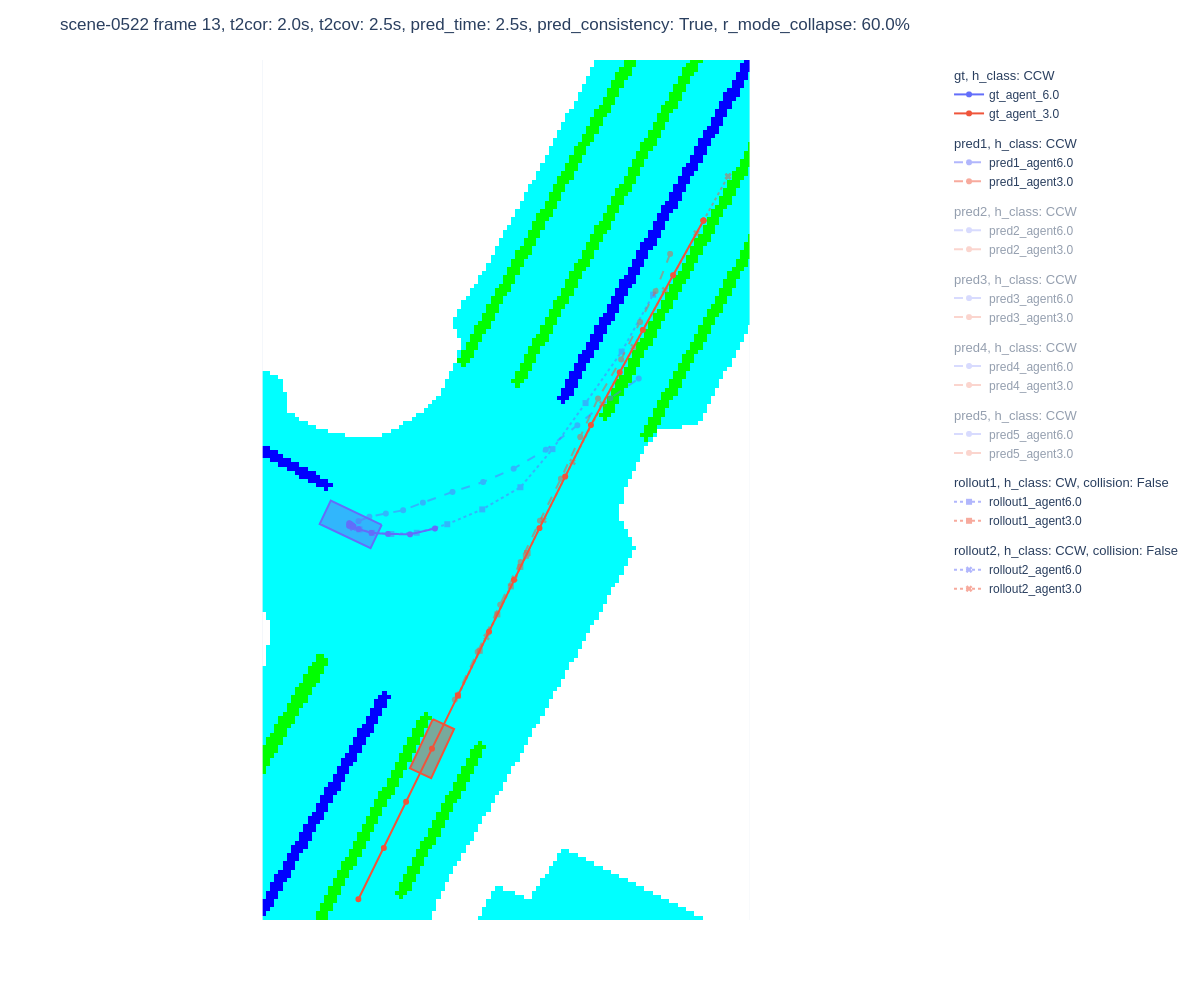 scene-0522 frame 13, t2cor: 2.0s, t2cov: 2.5s, pred_time: 2.5s, pred_consistency: True, r_mode_collapse: 60.0%
gt, h_class: CCW
gt_agent_6.0
gt_agent_3.0
pred1, h_class: CCW
pred1_agent6.0
pred1_agent3.0
pred2, h_class: CCW
pred2_agent6.0
pred2_agent3.0
pred3, h_class: CCW
pred3_agent6.0
pred3_agent3.0
pred4, h_class: CCW
pred4_agent6.0
pred4_agent3.0
pred5, h_class: CCW
pred5_agent6.0
pred5_agent3.0
rollout1, h_class: CW, collision: False
rollout1_agent6.0
rollout1_agent3.0
rollout2, h_class: CCW, collision: False
rollout2_agent6.0
rollout2_agent3.0